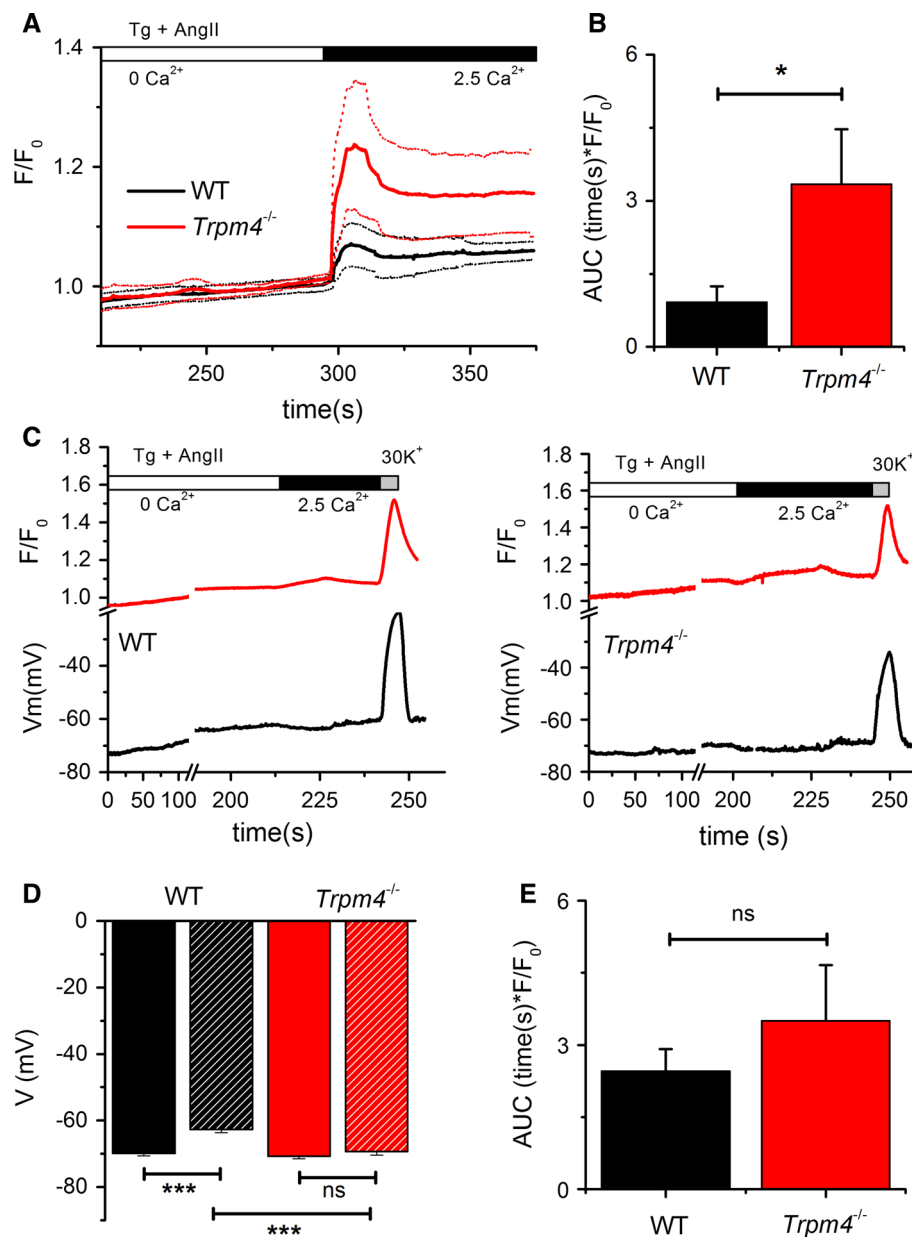 A
Tg + AngII
0 Ca²⁺
2.5 Ca²⁺
1.4
1.2
1.0
F/F₀
WT
Trpm4⁻/⁻
250
300
350
time(s)
B
6
3
0
AUC (time(s)*F/F₀)
*
WT
Trpm4⁻/⁻
C
Tg + AngII
30K⁺
0 Ca²⁺
2.5 Ca²⁺
1.8
1.6
1.4
1.2
1.0
F/F₀
WT
-40
-60
-80
Vm(mV)
0 50 100 200 225 250
time(s)
Tg + AngII
30K⁺
0 Ca²⁺
2.5 Ca²⁺
1.8
1.6
1.4
1.2
1.0
F/F₀
Trpm4⁻/⁻
-40
-60
-80
Vm(mV)
0 50 100 200 225 250
time (s)
D
WT
Trpm4⁻/⁻
0
-20
-40
-60
-80
V (mV)
***
ns
***
E
6
3
0
AUC (time(s)*F/F₀)
ns
WT
Trpm4⁻/⁻